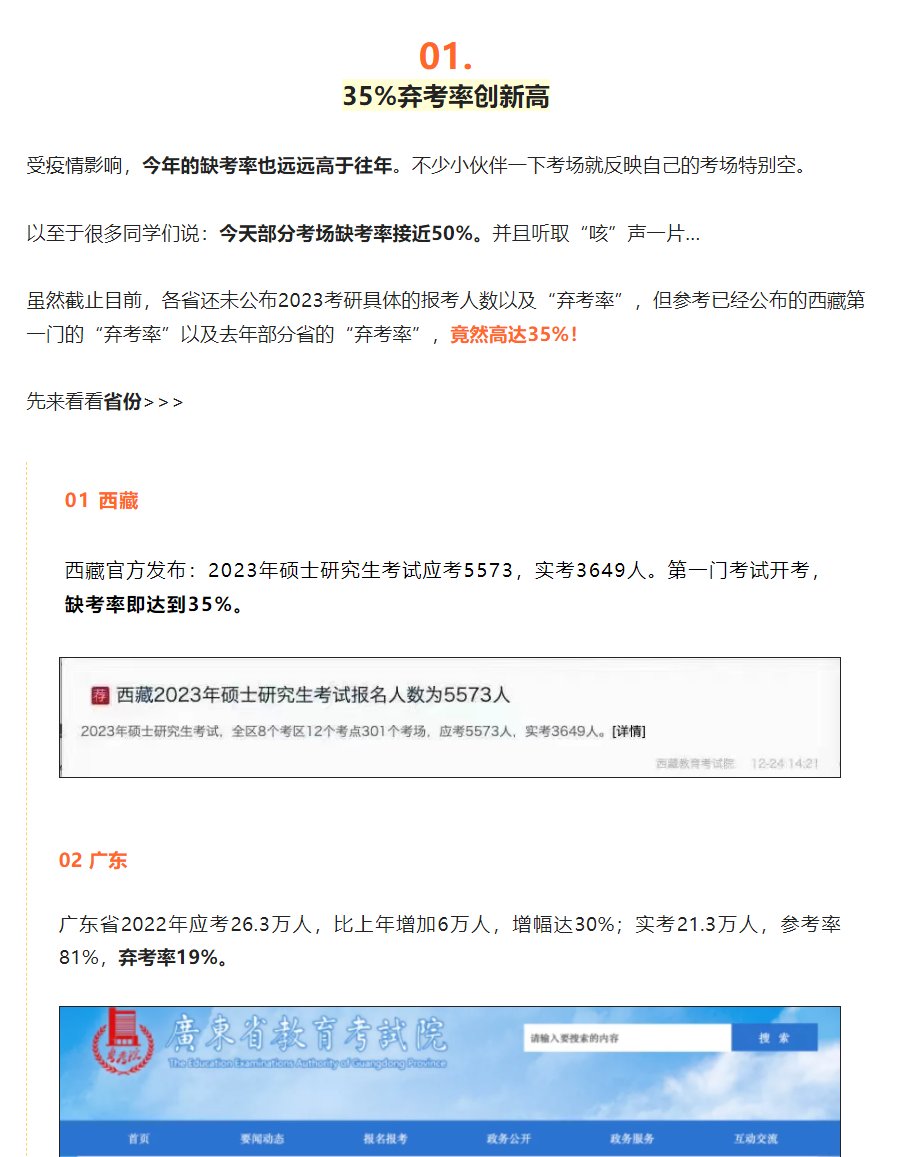 01.
35%弃考率创新高
受疫情影响，今年的缺考率也远远高于往年。不少小伙伴一下考场就反映自己的考场特别空。
以至于很多同学们说：今天部分考场缺考率接近50%。并且听取“咳”声一片...
虽然截止目前，各省还未公布2023考研具体的报考人数以及“弃考率”，但参考已经公布的西藏第
一门的“弃考率”以及去年部分省的“弃考率”，竟然高达35%！
先来看看省份>>>
01 西藏
西藏官方发布：2023年硕士研究生考试应考5573，实考3649人。第一门考试开考，
缺考率即达到35%。
荐 西藏2023年硕士研究生考试报名人数为5573人
2023年硕士研究生考试，全区8个考区12个考点301个考场，应考5573人，实考3649人。[详情]
西藏教育考试院 12-24 14:21
02 广东
广东省2022年应考26.3万人，比上年增加6万人，增幅达30%；实考21.3万人，参考率
81%，弃考率19%。
廣東省教育考試院
The Education Examinations Authority of Guangdong Province
请输入要搜索的内容 搜 索
首页 要闻动态 报名报考 政务公开 政务服务 互动交流